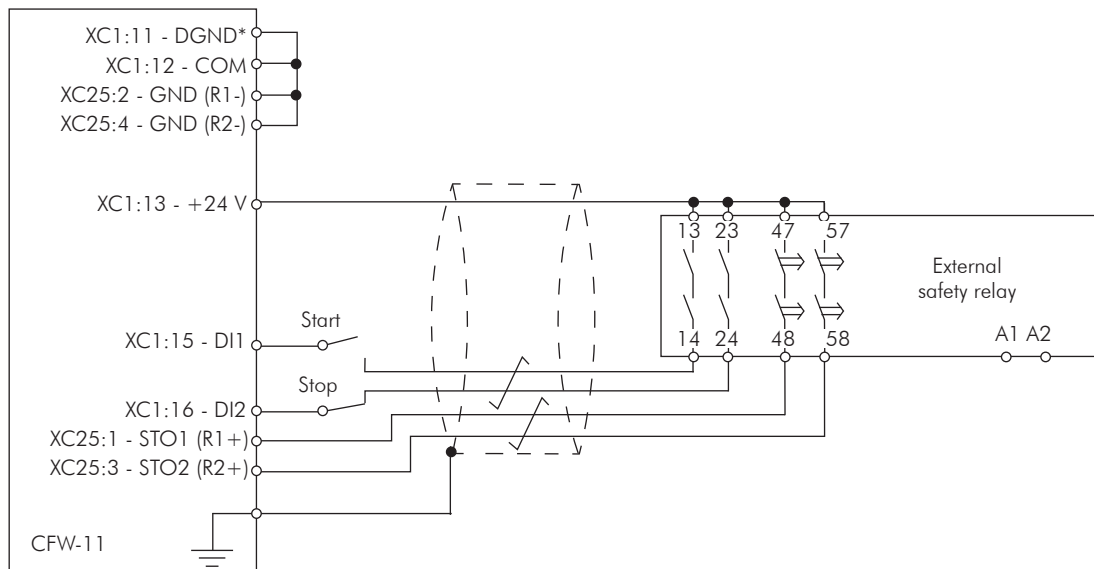 XC1:11 - DGND*
XC1:12 - COM
XC25:2 - GND (R1-)
XC25:4 - GND (R2-)
XC1:13 - +24 V
13 23 47 57
External
safety relay
Start
XC1:15 - DI1
14 24 48 58
A1 A2
Stop
XC1:16 - DI2
XC25:1 - STO1 (R1+)
XC25:3 - STO2 (R2+)
CFW-11